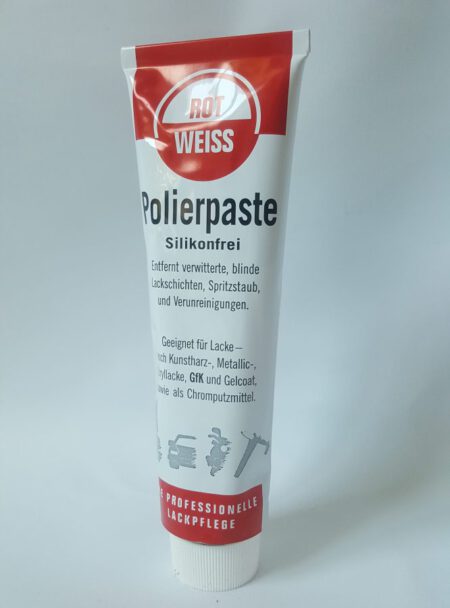 ROT
WEISS
Polierpaste
Silikonfrei
Entfernt verwitterte, blinde
Lackschichten, Spritzstaub,
und Verunreinigungen.
Geeignet für Lacke –
Kunstharz-, Metallic-,
GfK und Gelcoat,
als Chromputzmittel.
PROFESSIONELLE
LACKPFLEGE